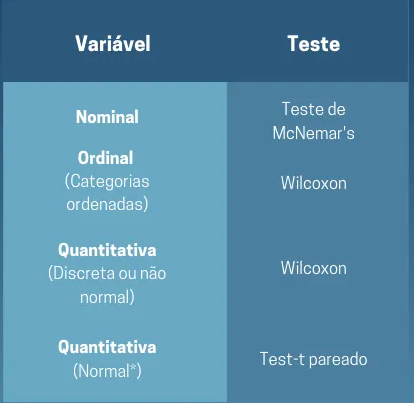 Variável Teste
Nominal
Teste de
McNemar's
Ordinal
(Categorias
ordenadas)
Wilcoxon
Quantitativa
(Discreta ou não
normal)
Wilcoxon
Quantitativa
(Normal*)
Test-t pareado